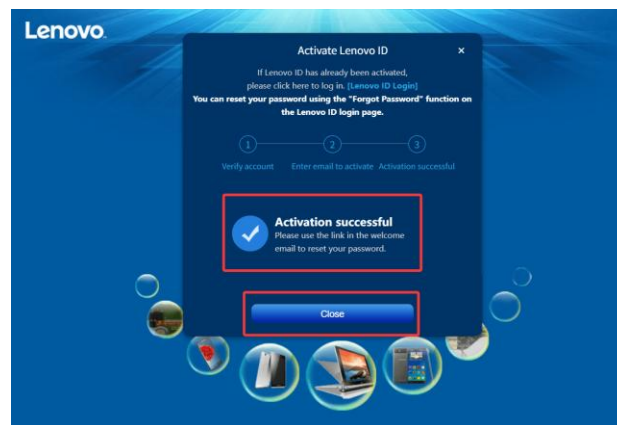 Lenovo
Activate Lenovo ID ×
If Lenovo ID has already been activated,
please click here to log in. [Lenovo ID Login]
You can reset your password using the "Forgot Password" function on
the Lenovo ID login page.
1 2 3
Verify account Enter email to activate Activation successful
Activation successful
Please use the link in the welcome
email to reset your password.
Close